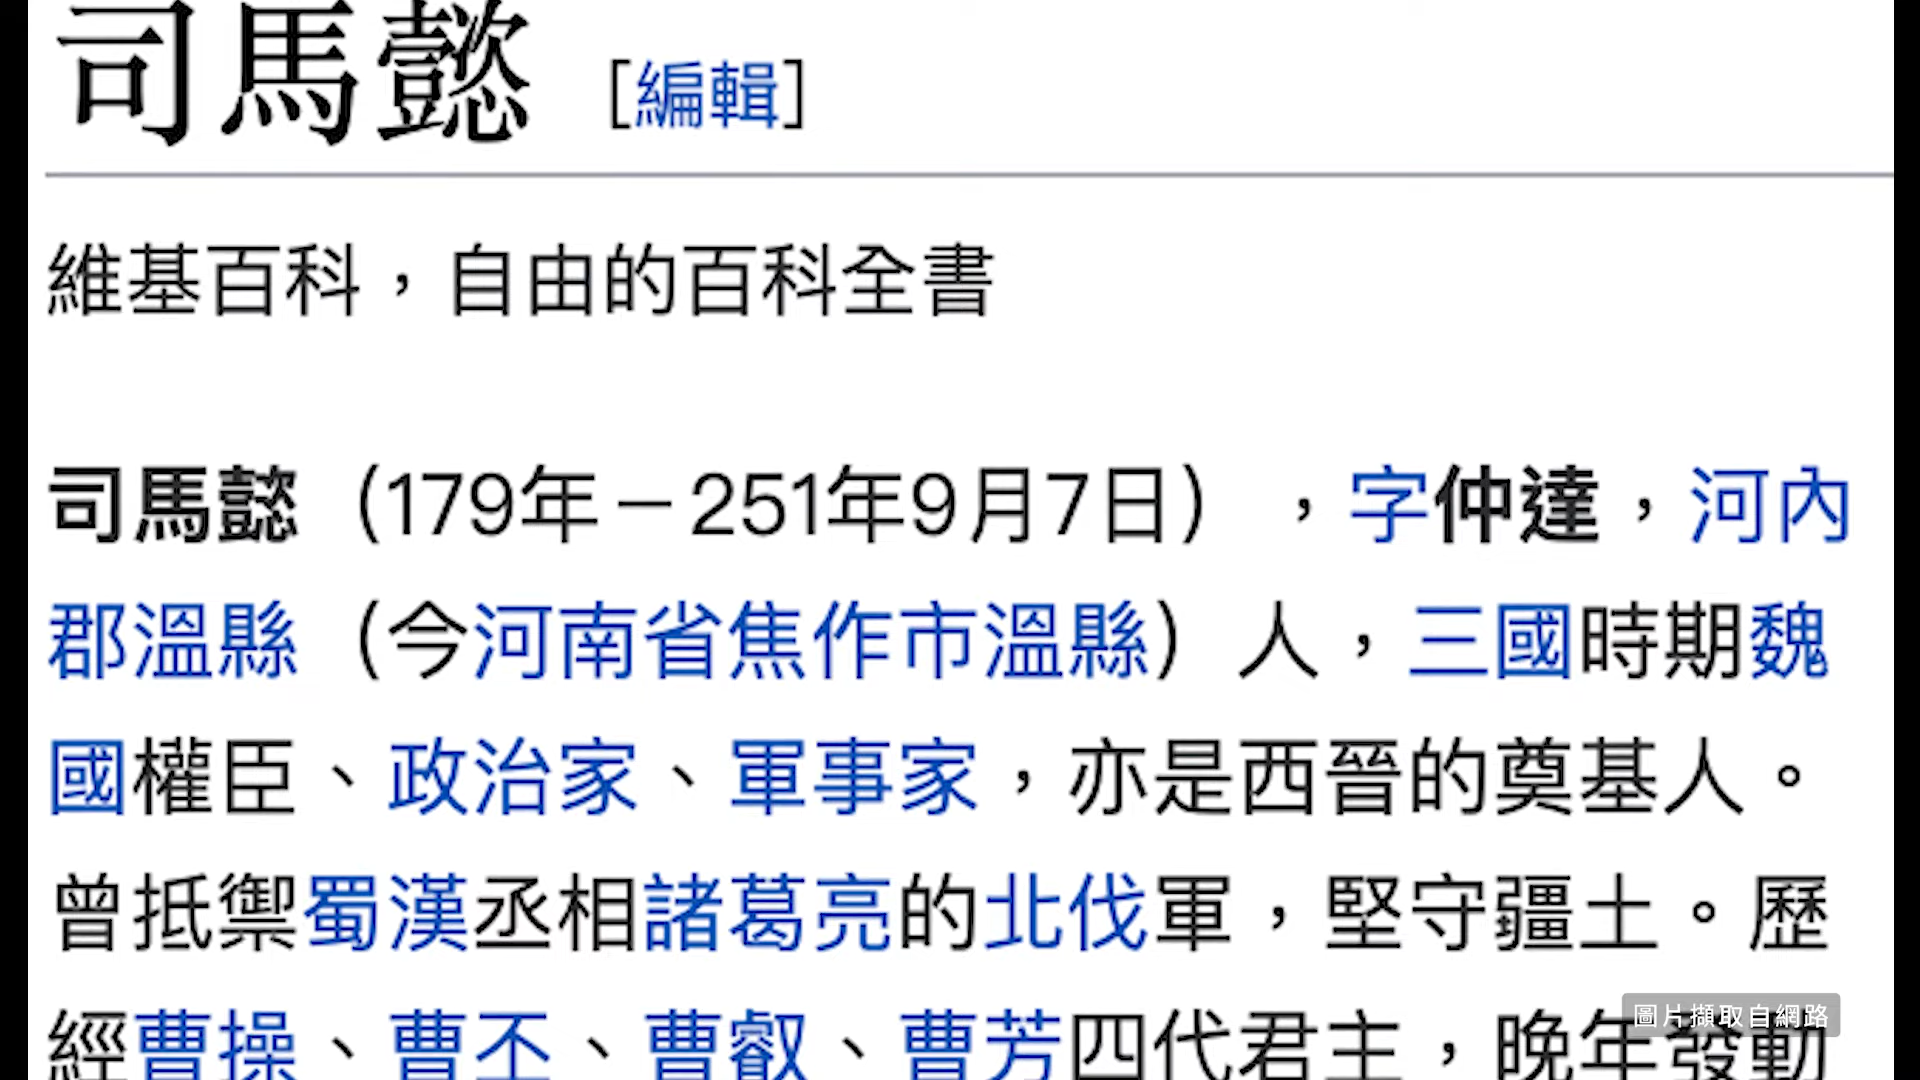 司馬懿 [編輯]
維基百科，自由的百科全書
司馬懿（179年－251年9月7日），字仲達，河內
郡溫縣（今河南省焦作市溫縣）人，三國時期魏
國權臣、政治家、軍事家，亦是西晉的奠基人。
曾抵禦蜀漢丞相諸葛亮的北伐軍，堅守疆土。歷
經曹操、曹丕、曹叡、曹芳四代君主，晚年發動
圖片擷取自網路